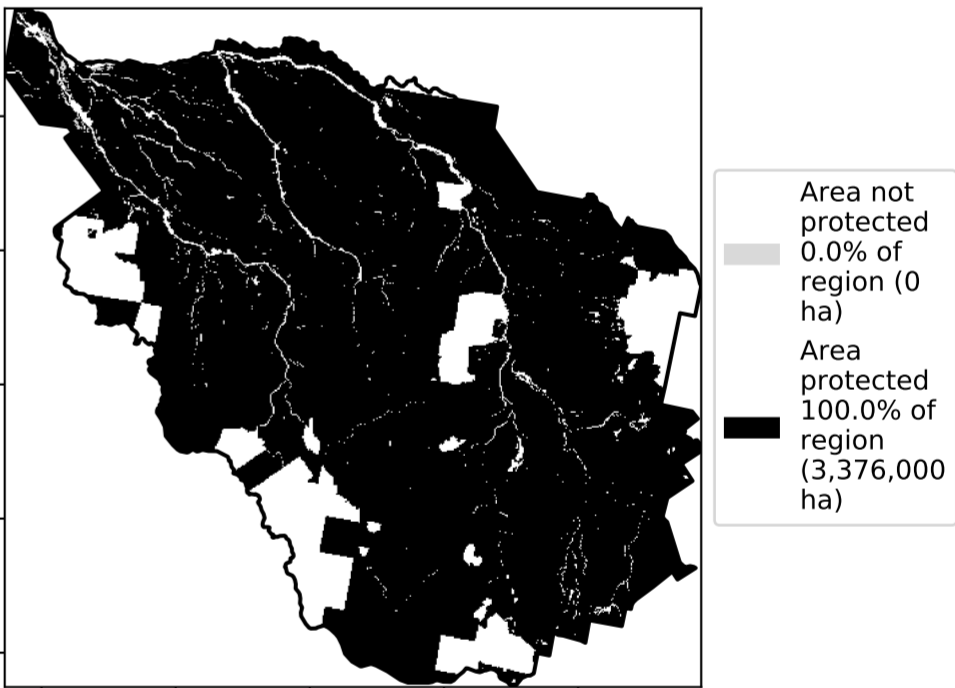 Area not
protected
0.0% of
region (0
ha)
Area
protected
100.0% of
region
(3,376,000
ha)